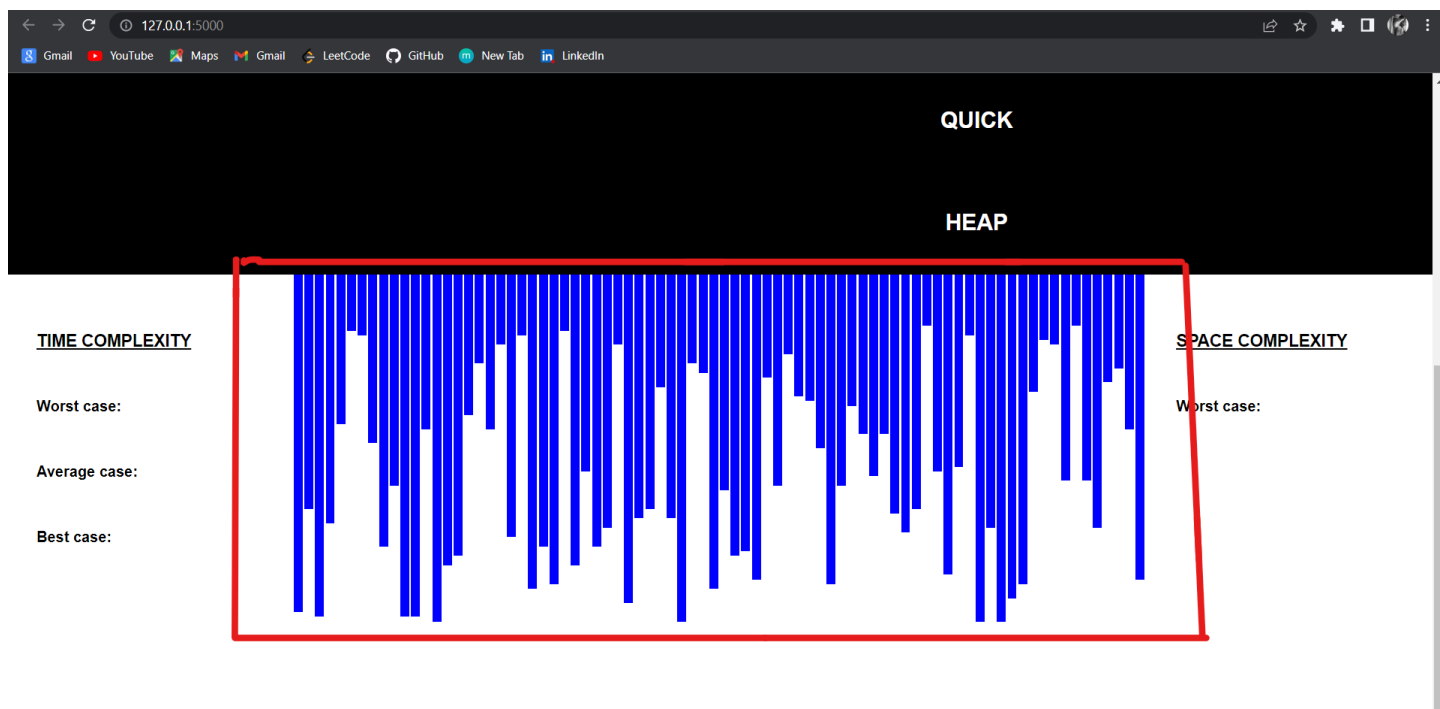 127.0.0.1:5000
Gmail YouTube Maps Gmail LeetCode GitHub New Tab LinkedIn
QUICK
HEAP
TIME COMPLEXITY
Worst case:
Average case:
Best case:
SPACE COMPLEXITY
Worst case: